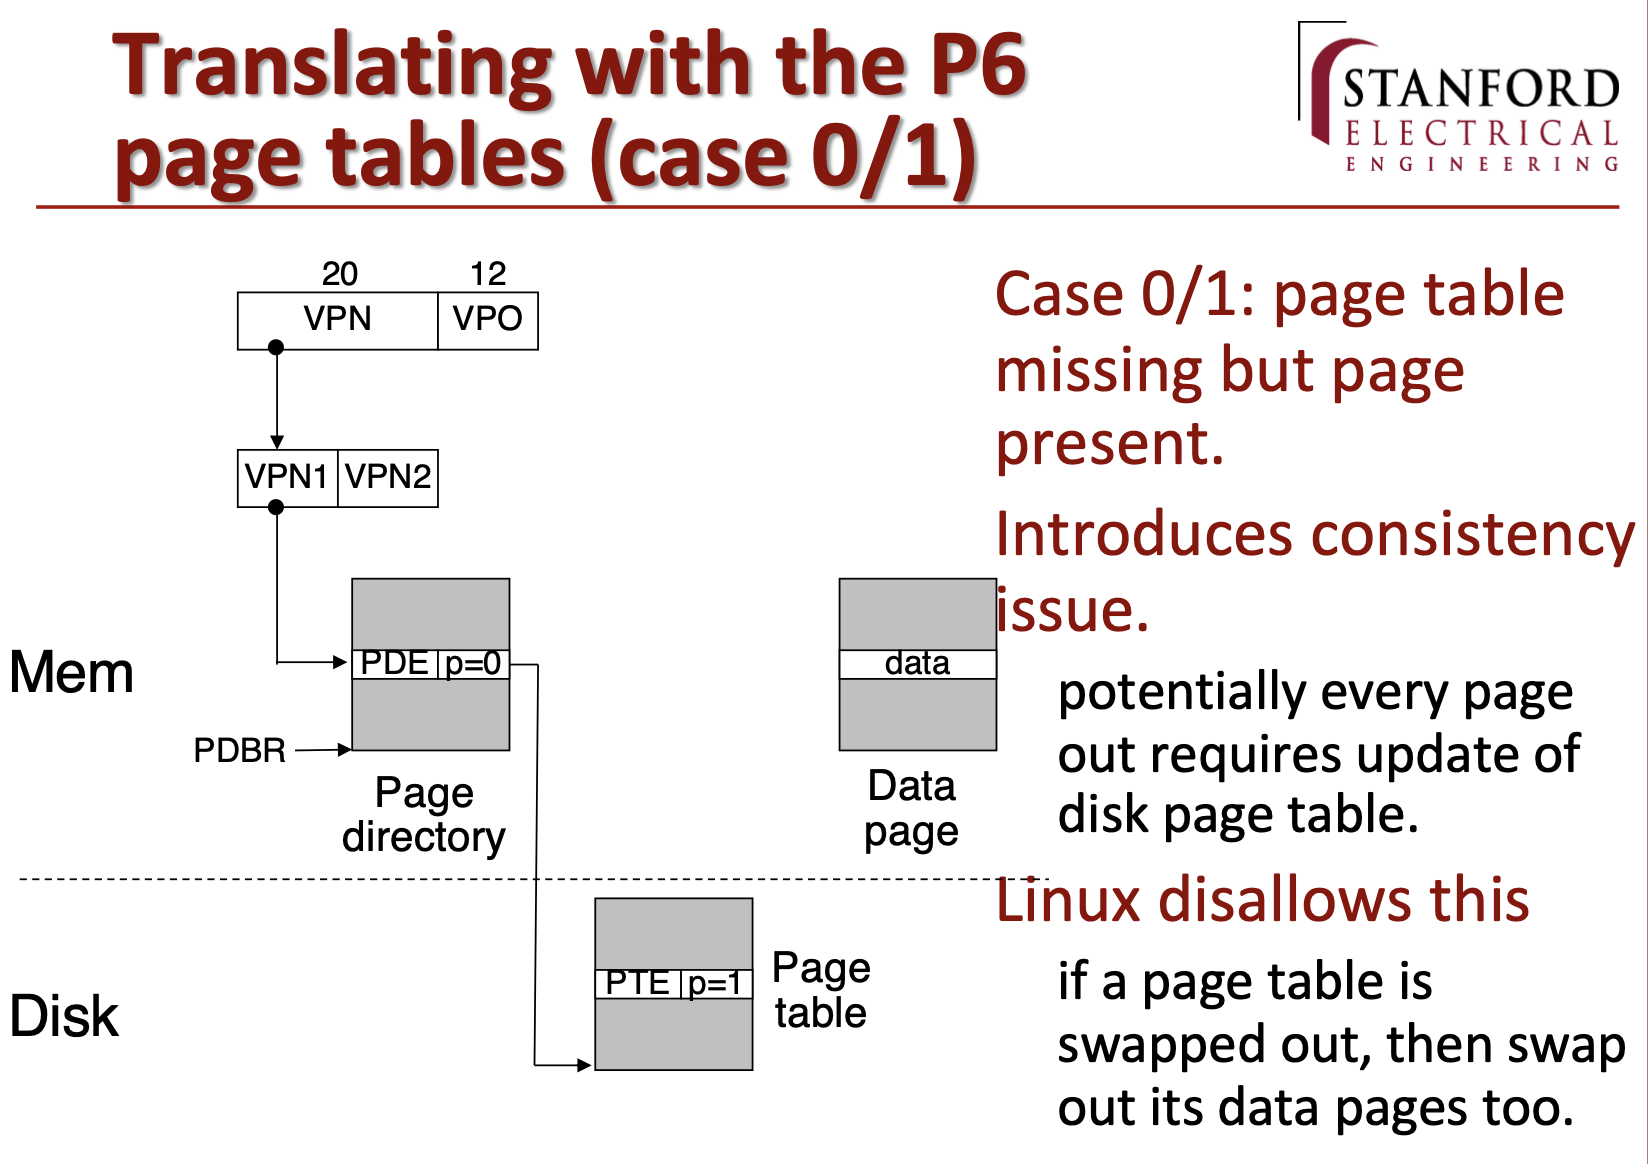 Translating with the P6
page tables (case 0/1)
STANFORD
ELECTRICAL
ENGINEERING
20 12
VPN VPO
VPN1 VPN2
Mem
PDE p=0
PDBR
Page
directory
data
Data
page
Disk
PTE p=1
Page
table
Case 0/1: page table
missing but page
present.
Introduces consistency
issue.
potentially every page
out requires update of
disk page table.
Linux disallows this
if a page table is
swapped out, then swap
out its data pages too.